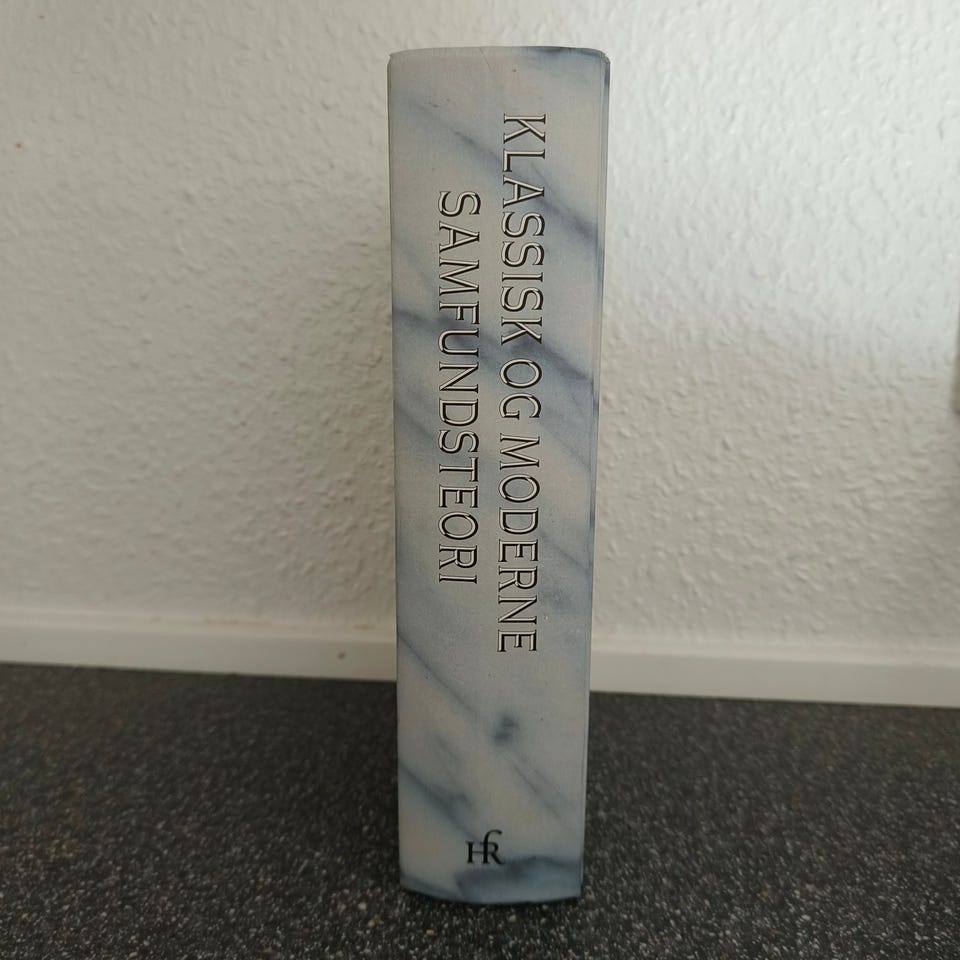 KLASSISK OG MODERNE
SAMFUNDSTEORI
HR